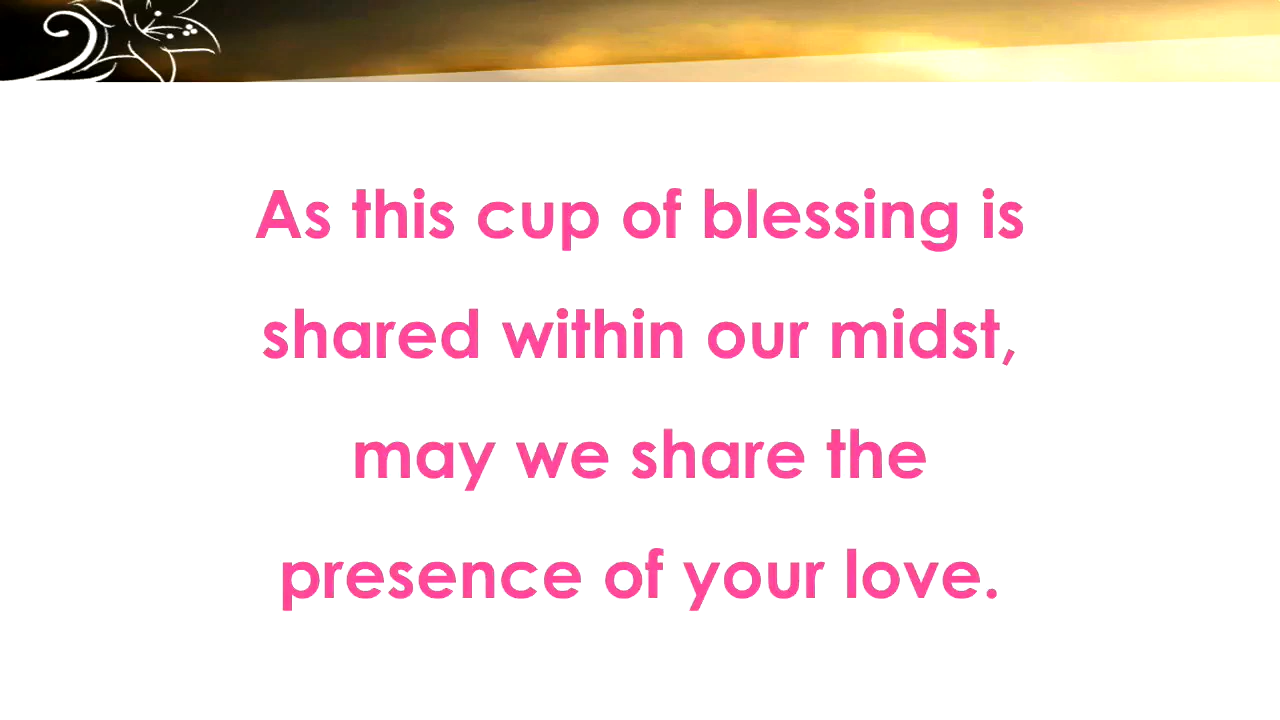 As this cup of blessing is
shared within our midst,
may we share the
presence of your love.